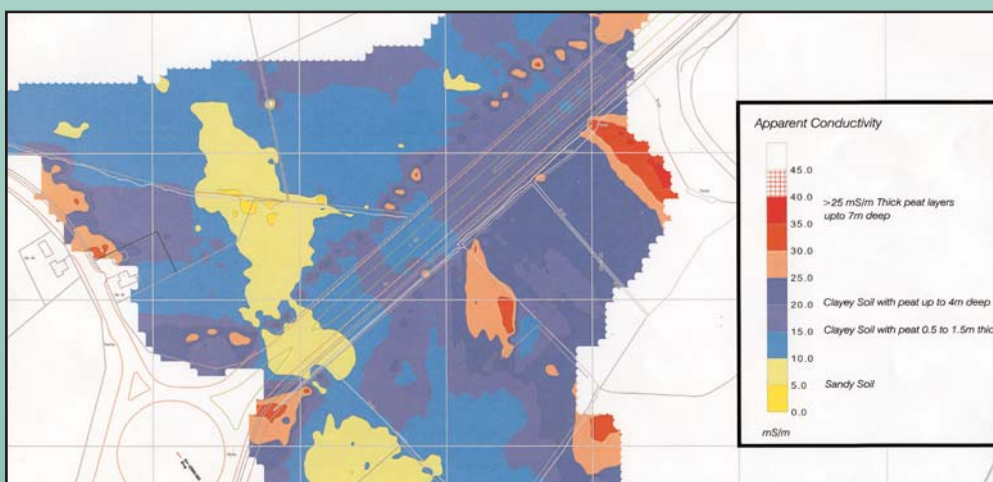 Apparent Conductivity
45.0
40.0
>25 mS/m Thick peat layers
upto 7m deep
35.0
30.0
25.0
20.0
Clayey Soil with peat up to 4m deep
15.0
Clayey Soil with peat 0.5 to 1.5m thic
10.0
5.0
Sandy Soil
0.0
mS/m